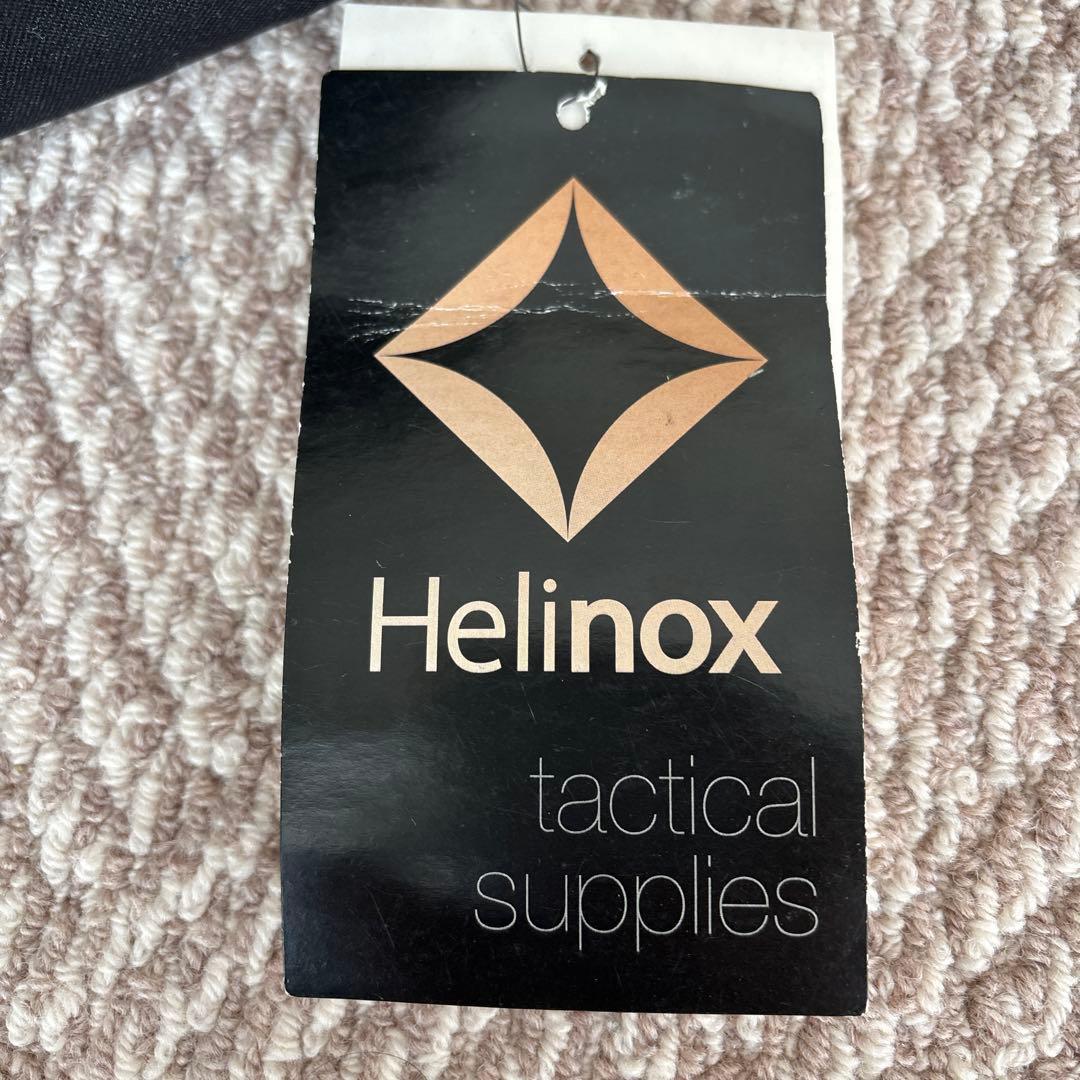 Helinox
tactical
supplies